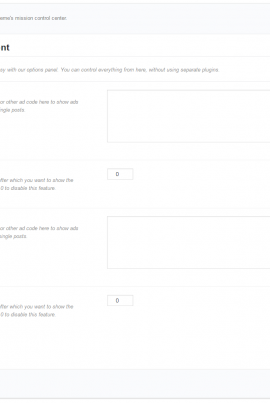 eme's mission control center.
nt
sy with our options panel. You can control everything from here, without using separate plugins.
or other ad code here to show ads
ngle posts.
0
fter which you want to show the
0 to disable this feature.
or other ad code here to show ads
ngle posts.
0
fter which you want to show the
0 to disable this feature.